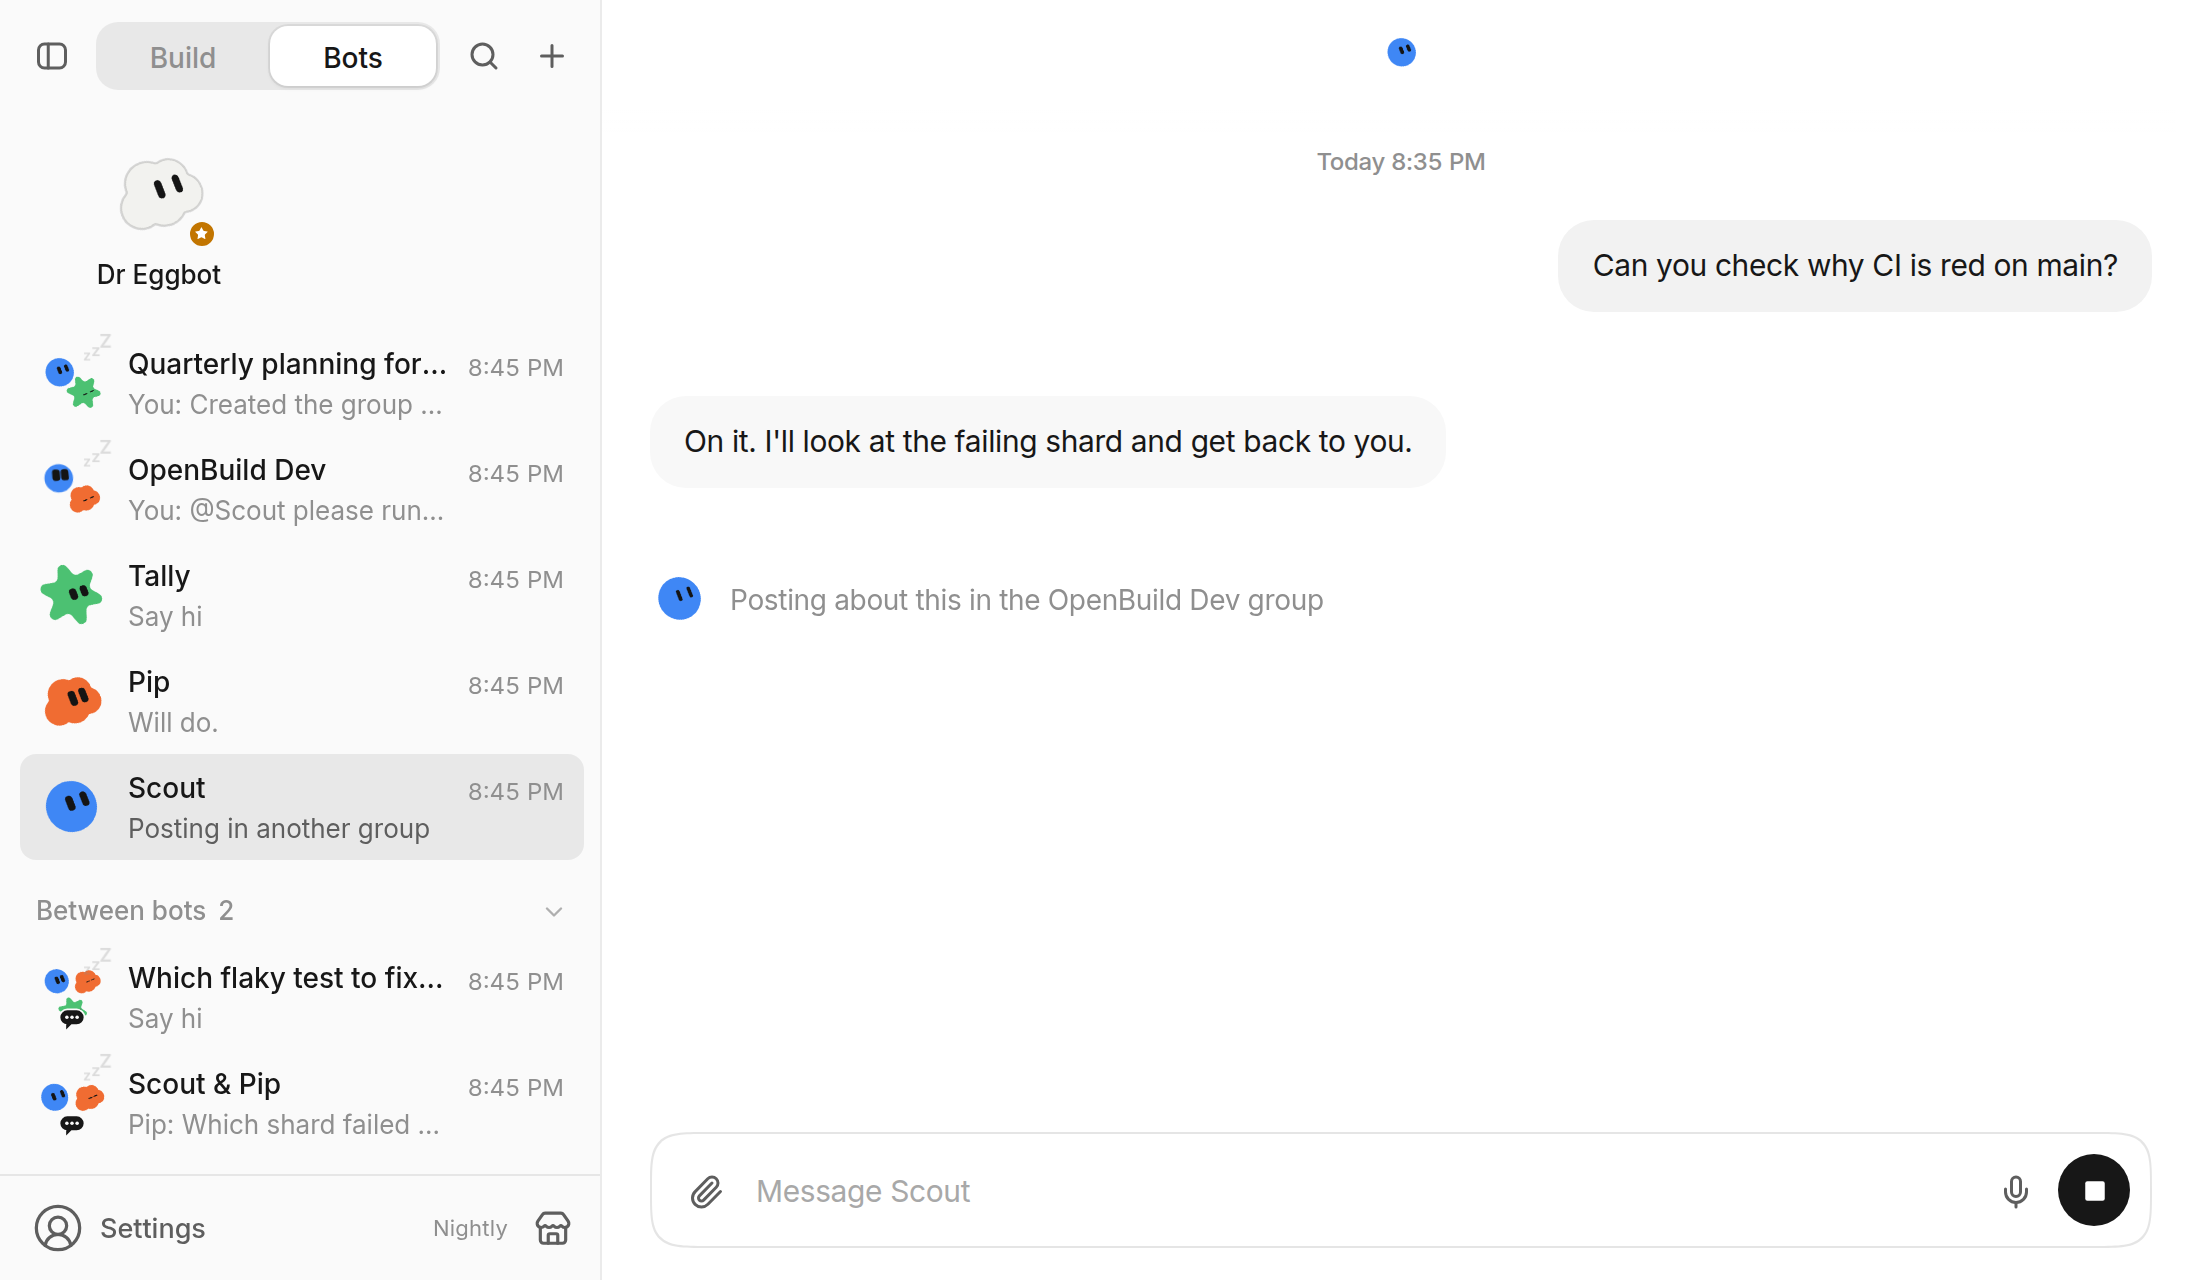 Build
Bots
Dr Eggbot
Quarterly planning for...
8:45 PM
You: Created the group ...
OpenBuild Dev
8:45 PM
You: @Scout please run...
Tally
8:45 PM
Say hi
Pip
8:45 PM
Will do.
Scout
8:45 PM
Posting in another group
Between bots 2
Which flaky test to fix...
8:45 PM
Say hi
Scout & Pip
8:45 PM
Pip: Which shard failed ...
Settings
Nightly
Today 8:35 PM
Can you check why CI is red on main?
On it. I'll look at the failing shard and get back to you.
Posting about this in the OpenBuild Dev group
Message Scout